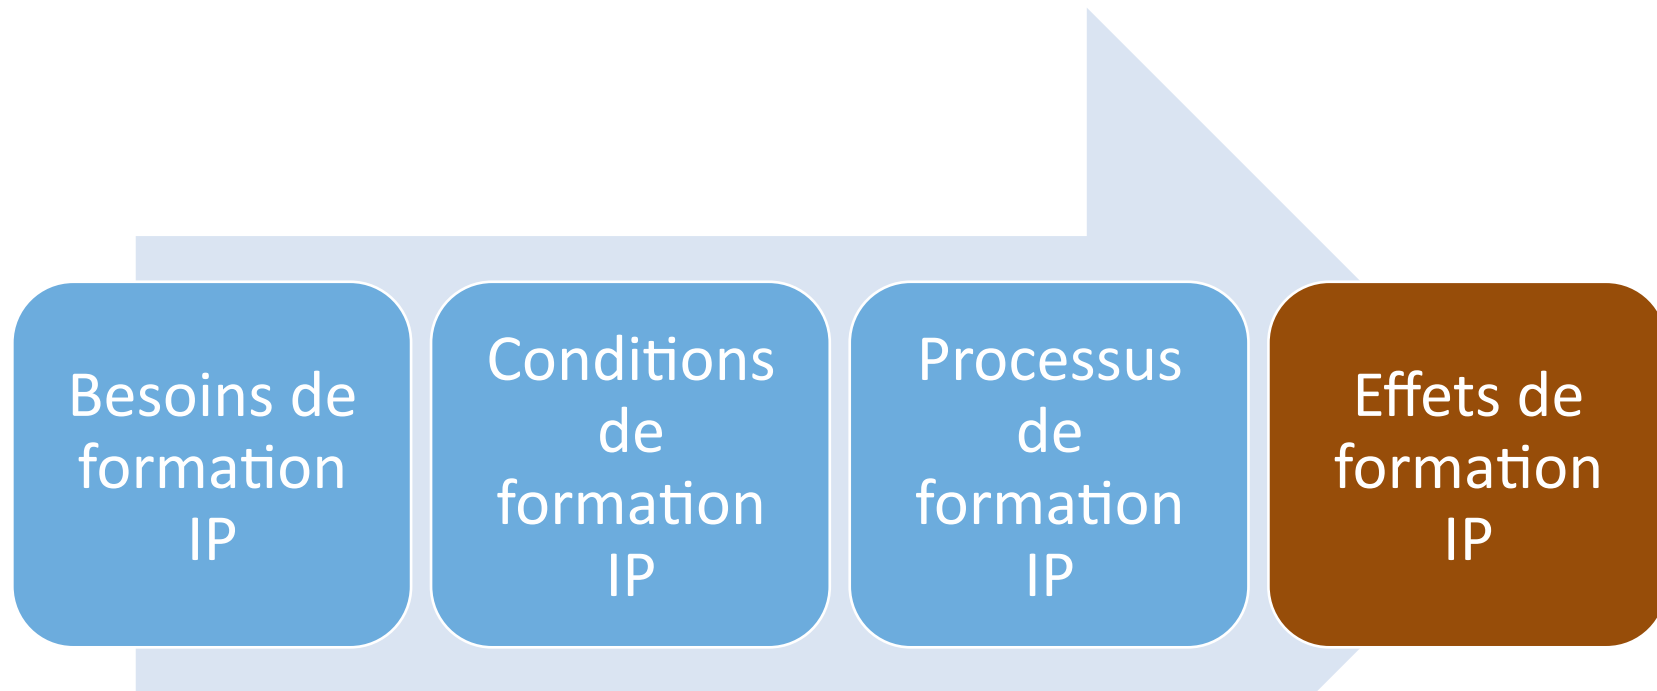 Besoins de
formation
IP
Conditions
de
formation
IP
Processus
de
formation
IP
Effets de
formation
IP